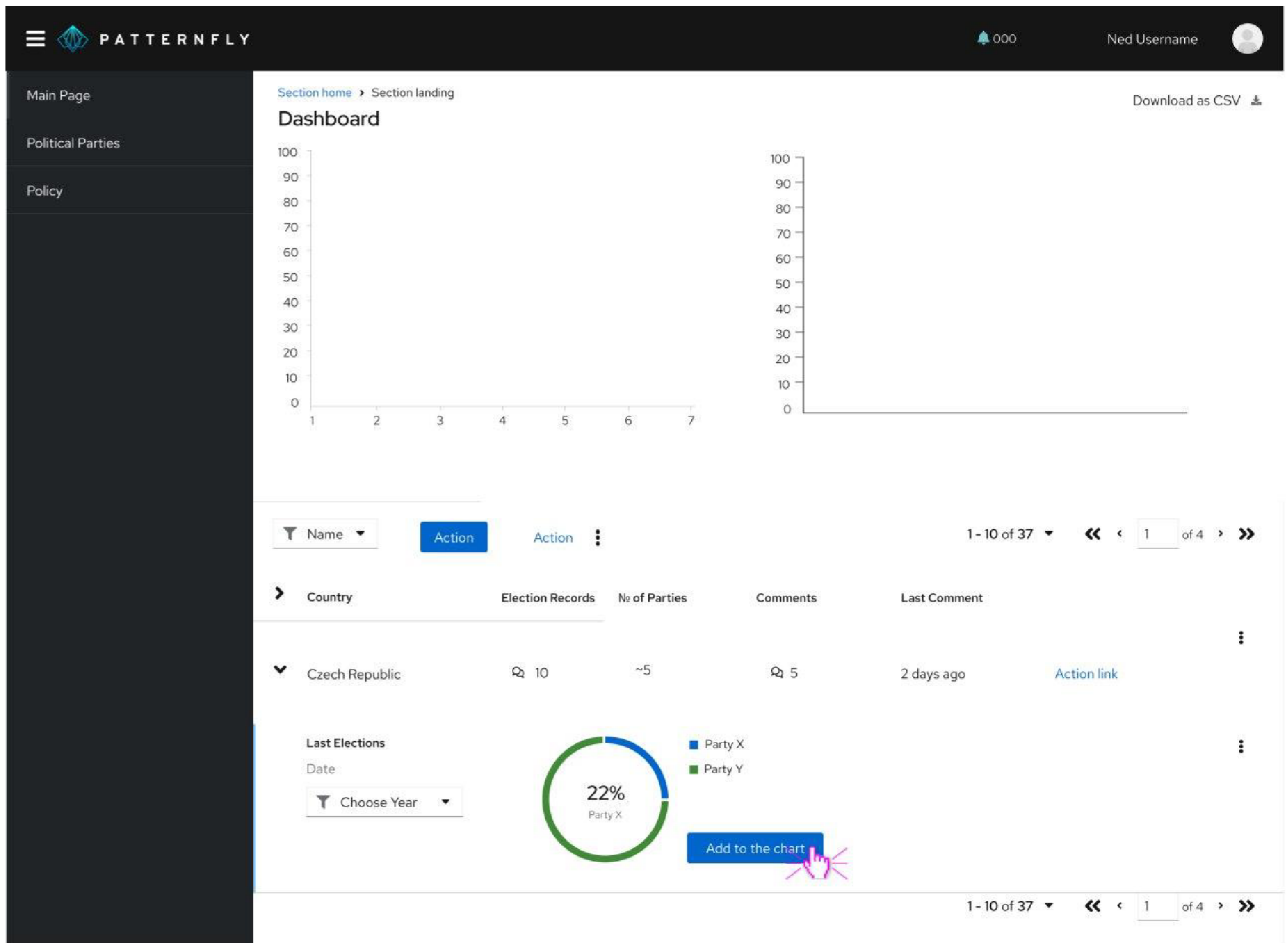 PATTERNFLY
000
Ned Username
Main Page
Political Parties
Policy
Section home > Section landing
Download as CSV
Dashboard
100
90
80
70
60
50
40
30
20
10
0
1 2 3 4 5 6 7
100
90
80
70
60
50
40
30
20
10
0
Name
Action
Action
1 - 10 of 37
1 of 4
Country Election Records № of Parties Comments Last Comment
Czech Republic 10 ~5 5 2 days ago Action link
Last Elections
Date
Choose Year
22%
Party X
Party X
Party Y
Add to the chart
1 - 10 of 37
1 of 4